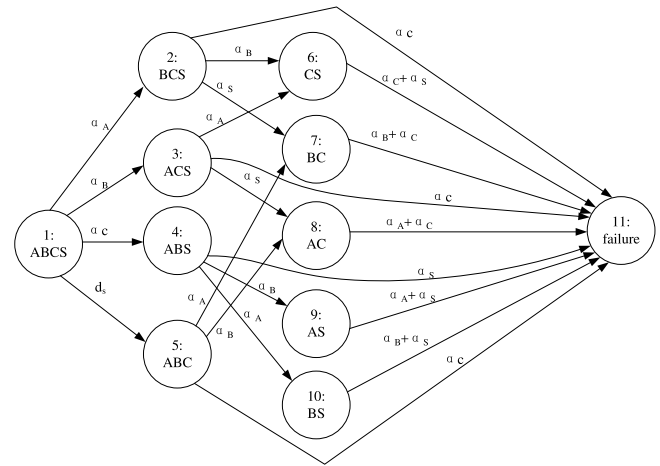 α c
2:
BCS
α B
6:
CS
α S
α C+ α S
α A
α A
7:
BC
α B+ α C
3:
ACS
α B
α S
α c
1:
ABCS
α c
4:
ABS
8:
AC
α A+ α C
11:
failure
α S
ds
α B
α A+ α S
α A
α A
9:
AS
α B
5:
ABC
α B+ α S
α c
10:
BS